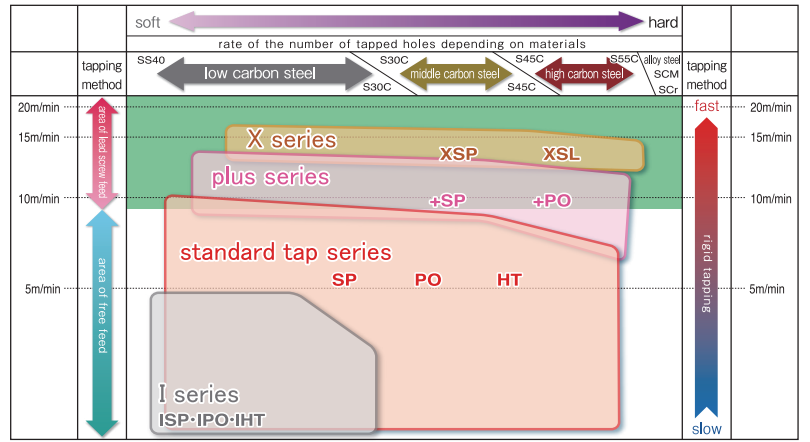 soft
hard
rate of the number of tapped holes depending on materials
tapping
method
SS40
low carbon steel
S30C
S30C
middle carbon steel
S45C
S45C
high carbon steel
S55C
alloy steel
SCM
SCr
tapping
method
20m/min
15m/min
10m/min
5m/min
area of lead screw feed
area of free feed
X series
XSP
XSL
plus series
+SP
+PO
standard tap series
SP
PO
HT
I series
ISP·IPO·IHT
fast
rigid tapping
slow
20m/min
15m/min
10m/min
5m/min